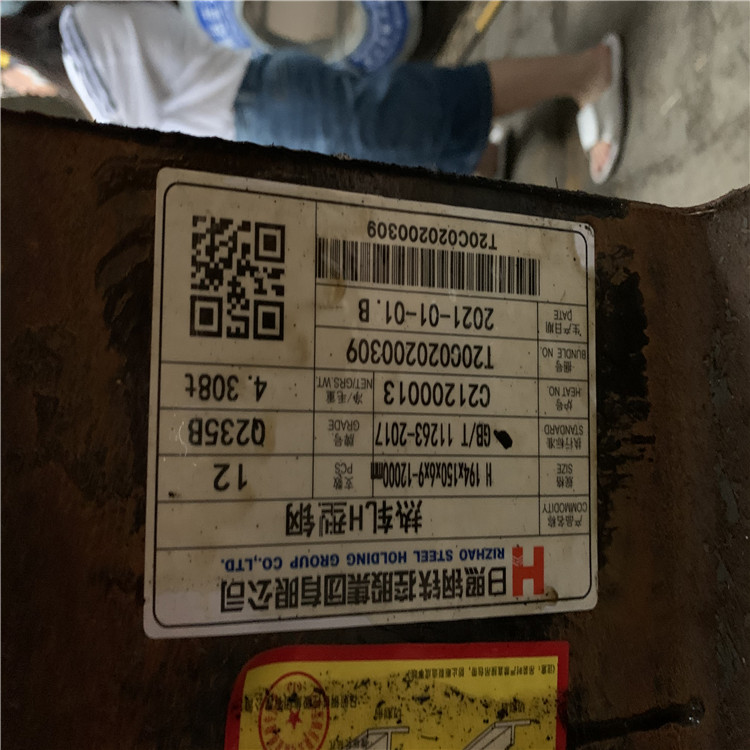 日照钢铁控股集团有限公司
RIZHAO STEEL HOLDING GROUP CO.,LTD.
产品名称 COMMODITY 热轧H型钢
规格 SIZE H 194x150x6x9-12000mm 支数 PCS 12
执行标准 STANDARD GB/T 11263-2017 牌号 GRADE Q235B
炉号 HEAT NO. C21200013 净/毛重 NET/GRS.WT. 4.308t
捆号 BUNDLE NO. T20C020200309
生产日期 DATE 2021-01-01.B
T20C020200309